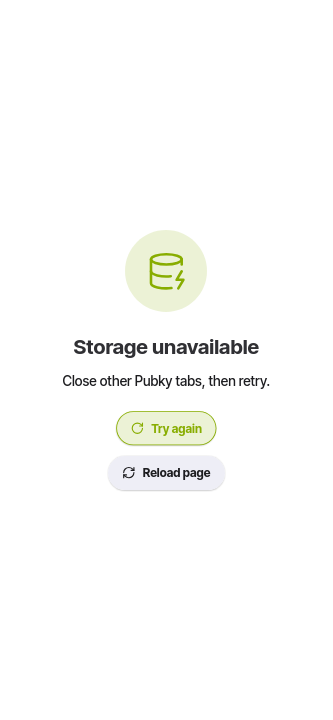 Storage unavailable
Close other Pubky tabs, then retry.
Try again
Reload page